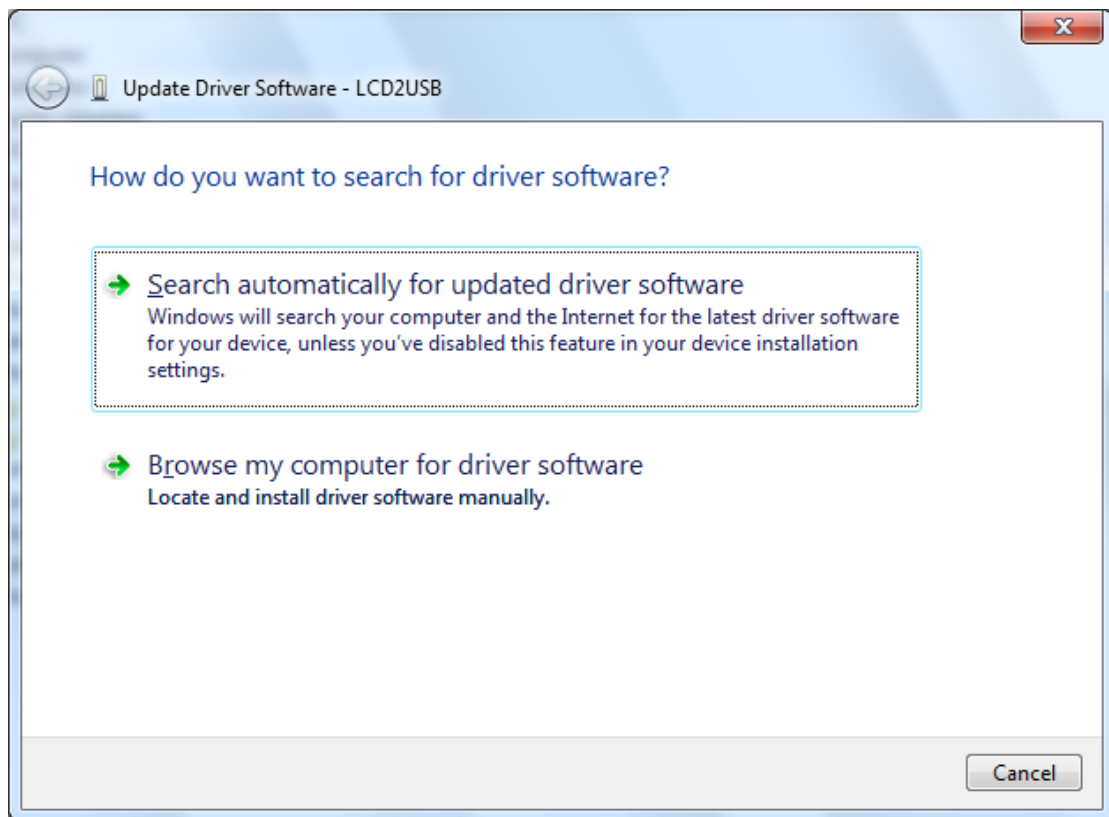 Update Driver Software - LCD2USB
How do you want to search for driver software?
Search automatically for updated driver software
Windows will search your computer and the Internet for the latest driver software
for your device, unless you've disabled this feature in your device installation
settings.
Browse my computer for driver software
Locate and install driver software manually.
Cancel